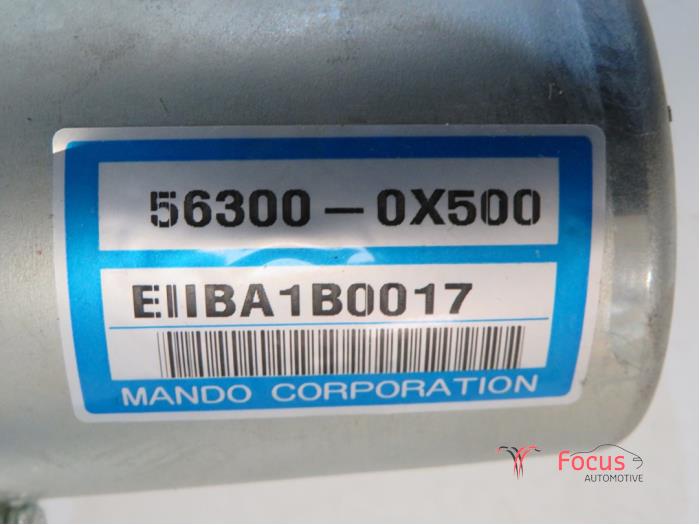 56300-0X500
EIIBA1B0017
MANDO CORPORATION
Focus
AUTOMOTIVE